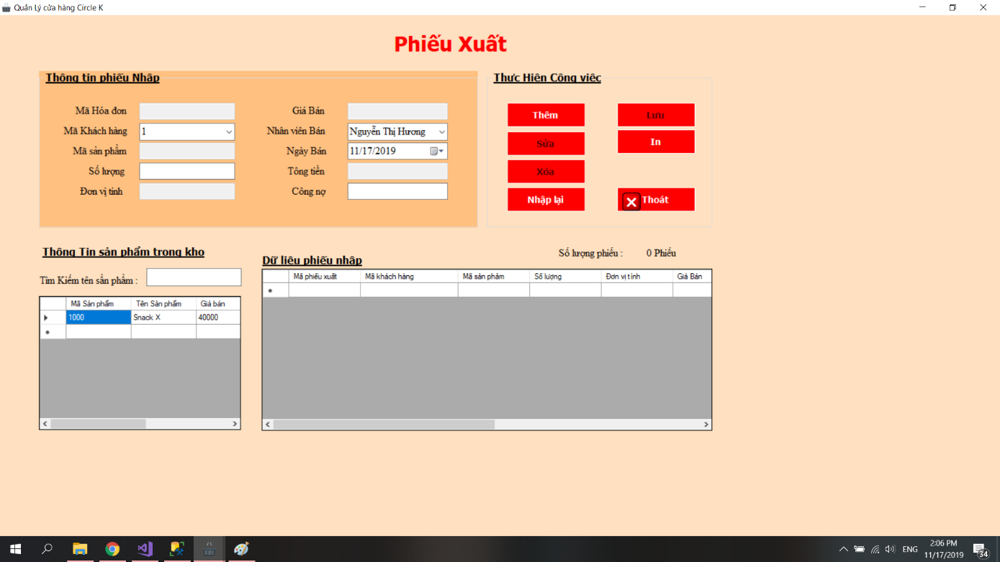 Quản Lý cửa hàng Circle K
Phiếu Xuất
Thông tin phiếu Nhập
Mã Hóa đơn
Mã Khách hàng 1
Mã sản phẩm
Số lượng
Đơn vị tính
Giá Bán
Nhân viên Bán Nguyễn Thị Hương
Ngày Bán 11/17/2019
Tông tiền
Công nợ
Thực Hiện Công việc
Thêm
Lưu
Sửa
In
Xóa
Nhập lại
Thoát
Thông Tin sản phẩm trong kho
Tìm Kiếm tên sẩn phẩm :
Mã Sản phẩm Tên Sản phẩm Giá bán
1000 Snack X 40000
Số lượng phiếu : 0 Phiếu
Dữ liệu phiếu nhập
Mã phiếu xuất Mã khách hàng Mã sản phảm Số lượng Đơn vị tính Giá Bán
ENG
2:06 PM
11/17/2019
34